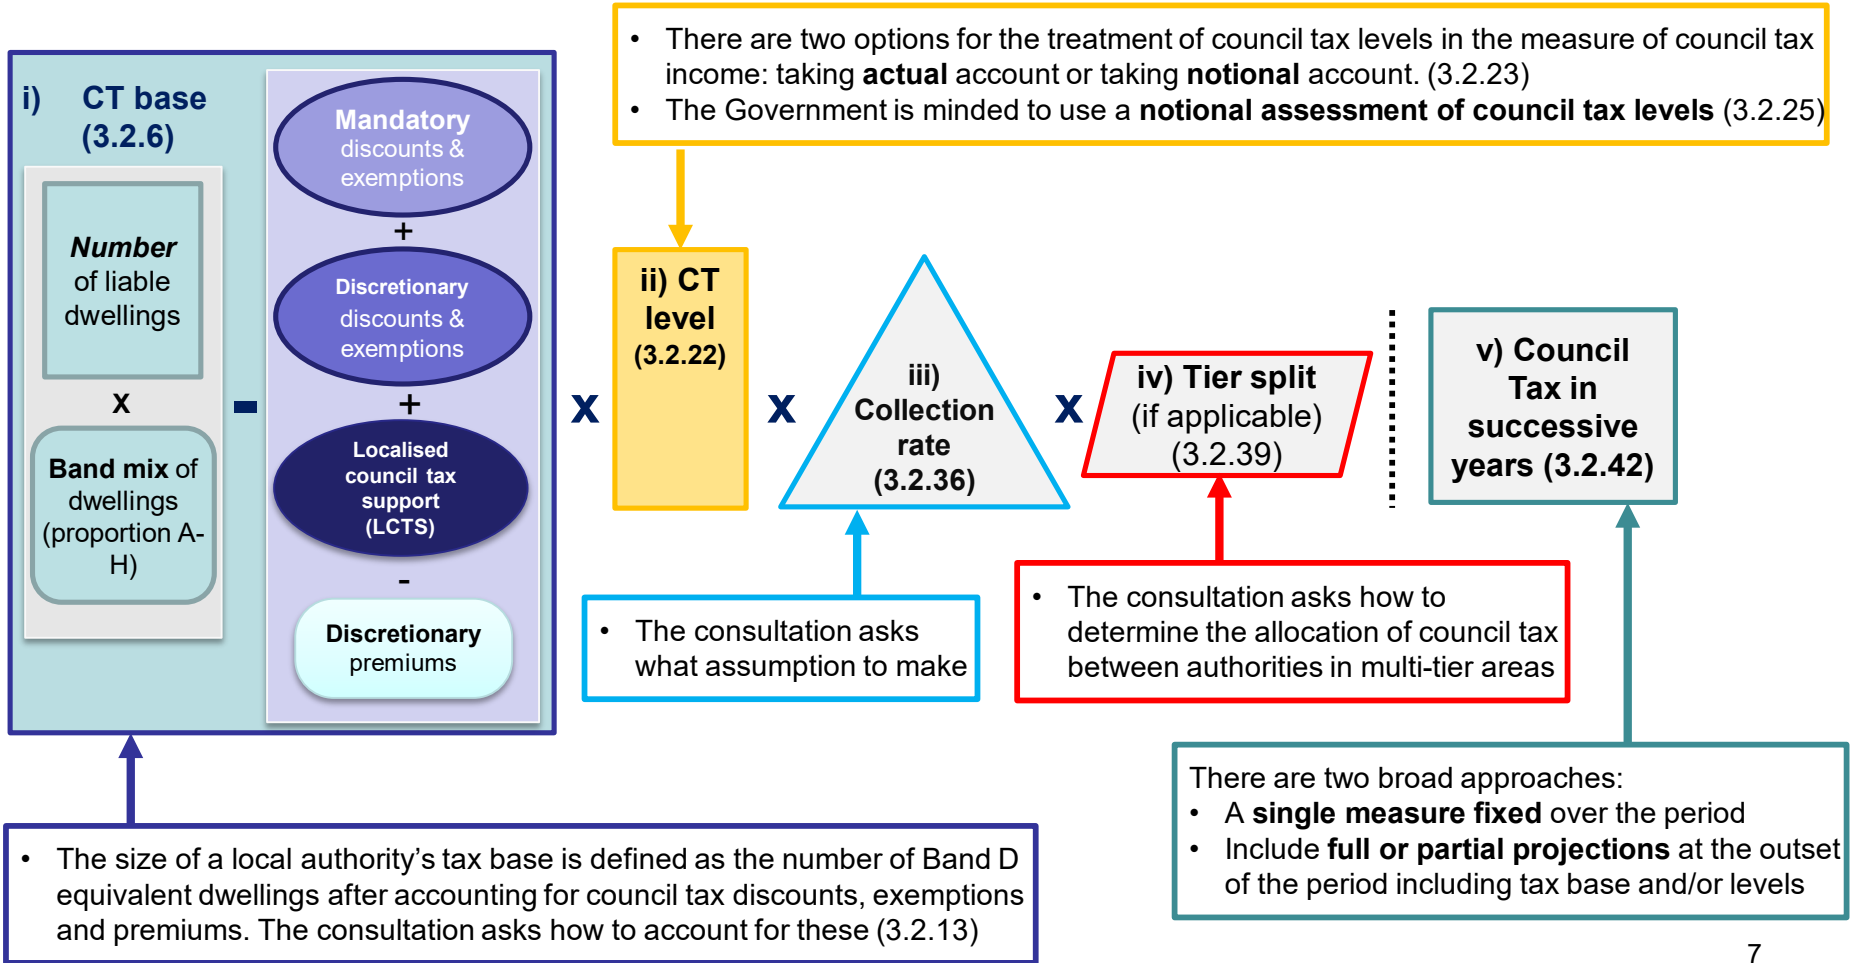 • There are two options for the treatment of council tax levels in the measure of council tax
income: taking actual account or taking notional account. (3.2.23)
• The Government is minded to use a notional assessment of council tax levels (3.2.25)
i) CT base
(3.2.6)
Number
of liable
dwellings
x
Band mix of
dwellings
(proportion A-
H)
-
Mandatory
discounts &
exemptions
+
Discretionary
discounts &
exemptions
+
Localised
council tax
support
(LCTS)
-
Discretionary
premiums
x
ii) CT
level
(3.2.22)
x
iii)
Collection
rate
(3.2.36)
x
iv) Tier split
(if applicable)
(3.2.39)
v) Council
Tax in
successive
years (3.2.42)
• The consultation asks
what assumption to make
• The consultation asks how to
determine the allocation of council tax
between authorities in multi-tier areas
There are two broad approaches:
• A single measure fixed over the period
• Include full or partial projections at the outset
of the period including tax base and/or levels
• The size of a local authority’s tax base is defined as the number of Band D
equivalent dwellings after accounting for council tax discounts, exemptions
and premiums. The consultation asks how to account for these (3.2.13)
7